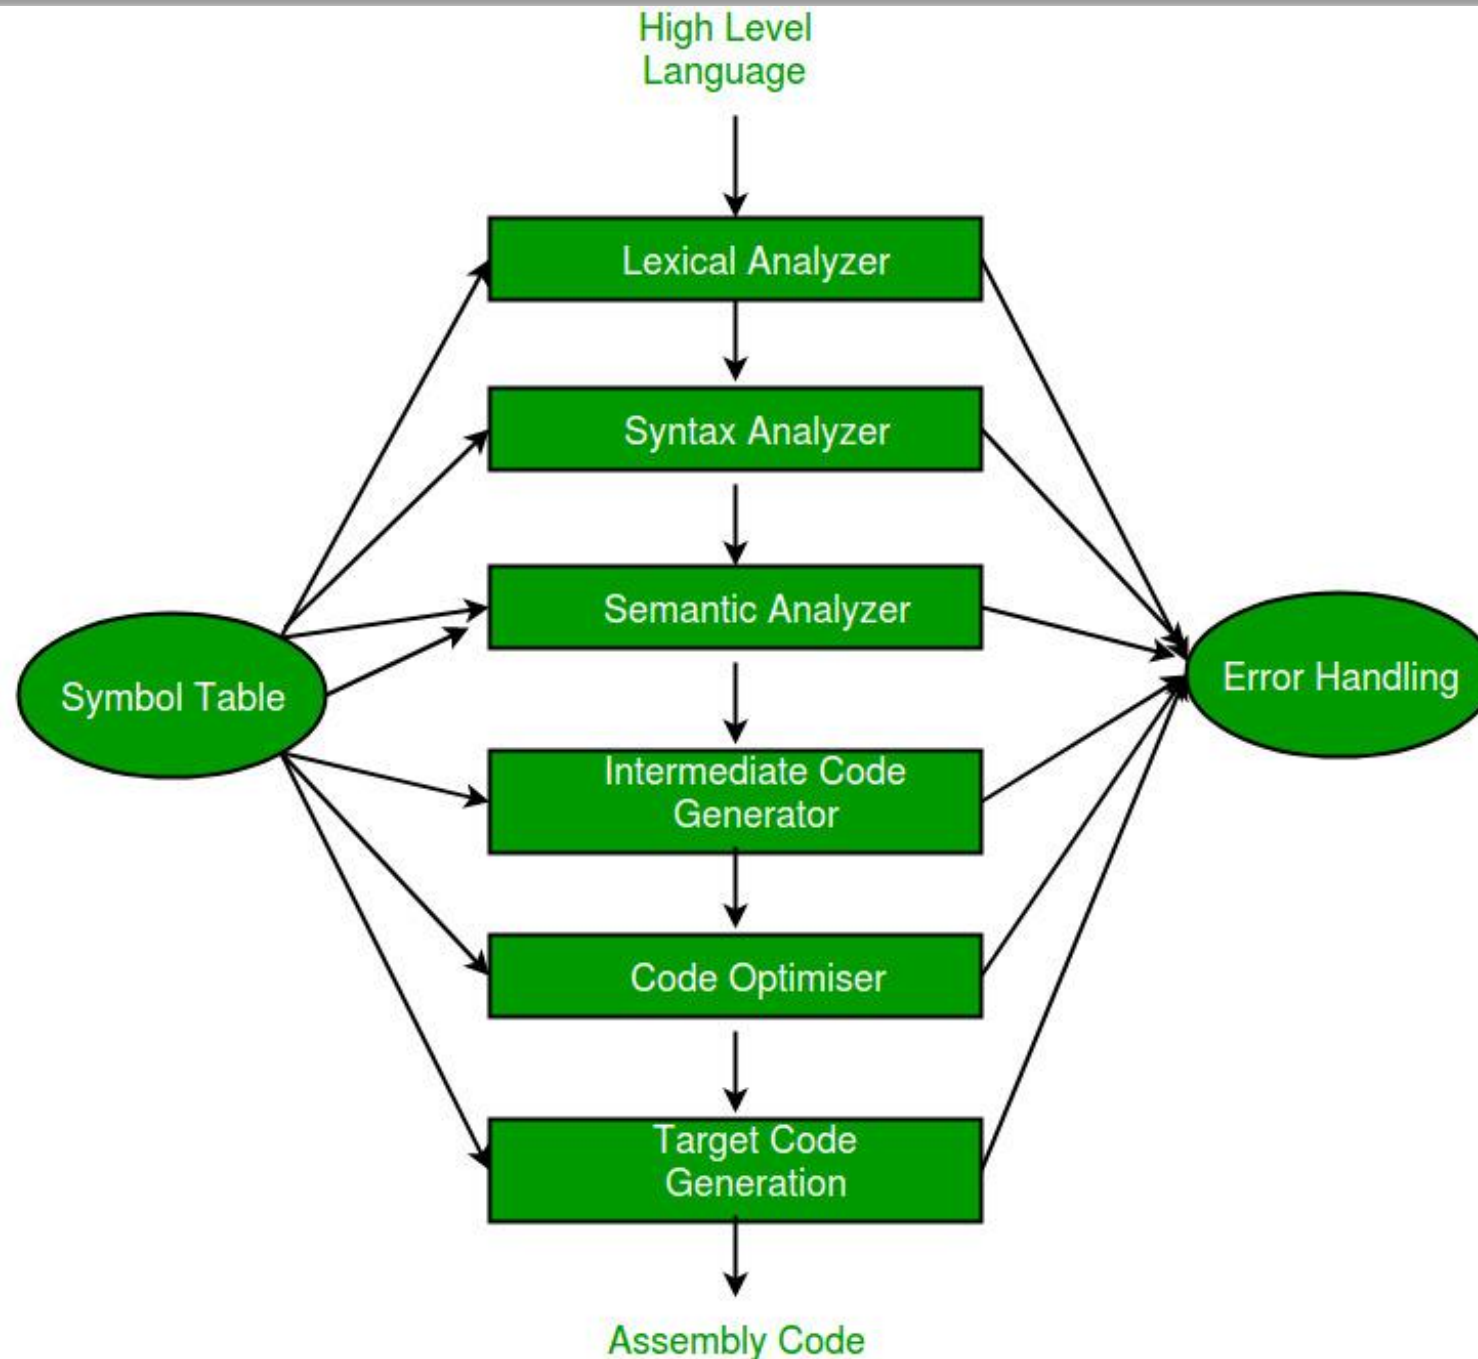 High Level
Language
Lexical Analyzer
Syntax Analyzer
Semantic Analyzer
Symbol Table
Error Handling
Intermediate Code
Generator
Code Optimiser
Target Code
Generation
Assembly Code